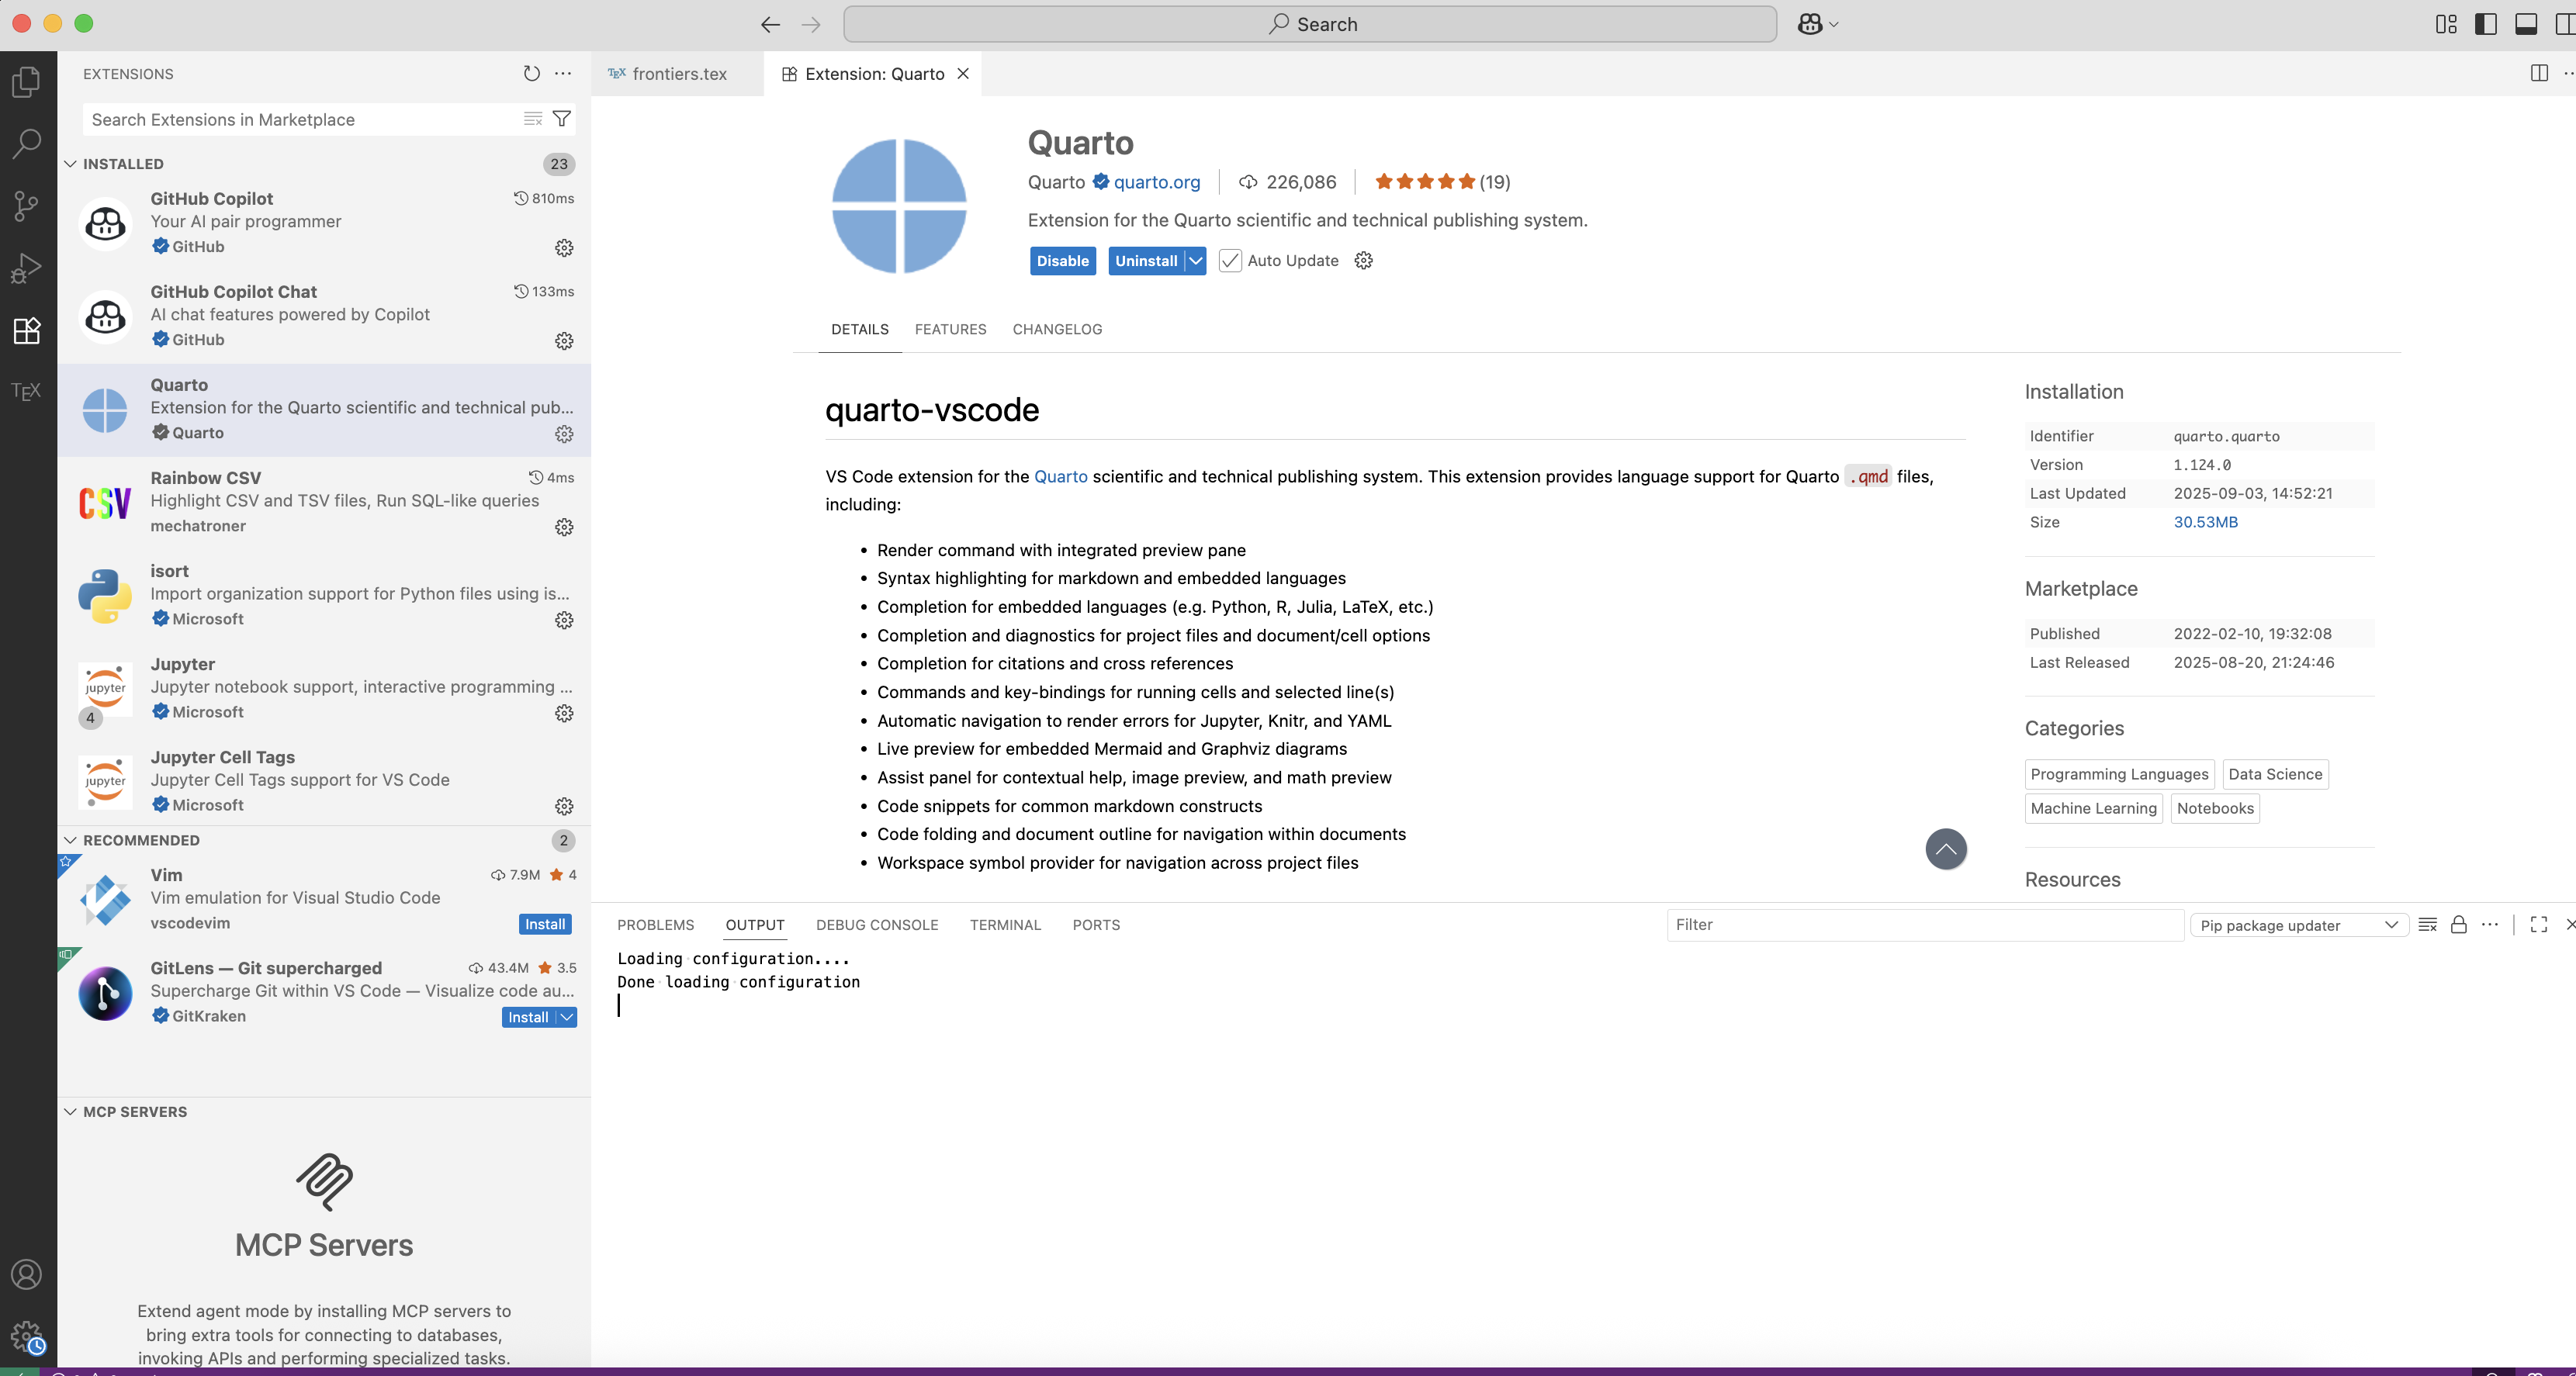 Search
EXTENSIONS
Search Extensions in Marketplace
INSTALLED
23
GitHub Copilot
810ms
Your AI pair programmer
GitHub
GitHub Copilot Chat
133ms
AI chat features powered by Copilot
GitHub
Quarto
Extension for the Quarto scientific and technical pub...
Quarto
Rainbow CSV
4ms
CSV
Highlight CSV and TSV files, Run SQL-like queries
mechatroner
isort
Import organization support for Python files using is...
Microsoft
Jupyter
jupyter
Jupyter notebook support, interactive programming ...
4
Microsoft
Jupyter Cell Tags
jupyter
Jupyter Cell Tags support for VS Code
Microsoft
RECOMMENDED
2
Vim
7.9M
4
Vim emulation for Visual Studio Code
vscodevim
Install
GitLens — Git supercharged
43.4M
3.5
Supercharge Git within VS Code — Visualize code au...
GitKraken
Install
MCP SERVERS
MCP Servers
Extend agent mode by installing MCP servers to
bring extra tools for connecting to databases,
invoking APIs and performing specialized tasks.
TEX
TEX frontiers.tex
Extension: Quarto
Quarto
Quarto quarto.org
226,086
(19)
Extension for the Quarto scientific and technical publishing system.
Disable
Uninstall
Auto Update
DETAILS
FEATURES
CHANGELOG
quarto-vscode
VS Code extension for the Quarto scientific and technical publishing system. This extension provides language support for Quarto .qmd files,
including:
• Render command with integrated preview pane
• Syntax highlighting for markdown and embedded languages
• Completion for embedded languages (e.g. Python, R, Julia, LaTeX, etc.)
• Completion and diagnostics for project files and document/cell options
• Completion for citations and cross references
• Commands and key-bindings for running cells and selected line(s)
• Automatic navigation to render errors for Jupyter, Knitr, and YAML
• Live preview for embedded Mermaid and Graphviz diagrams
• Assist panel for contextual help, image preview, and math preview
• Code snippets for common markdown constructs
• Code folding and document outline for navigation within documents
• Workspace symbol provider for navigation across project files
Installation
Identifier quarto.quarto
Version 1.124.0
Last Updated 2025-09-03, 14:52:21
Size 30.53MB
Marketplace
Published 2022-02-10, 19:32:08
Last Released 2025-08-20, 21:24:46
Categories
Programming Languages
Data Science
Machine Learning
Notebooks
Resources
PROBLEMS
OUTPUT
DEBUG CONSOLE
TERMINAL
PORTS
Filter
Pip package updater
Loading configuration....
Done loading configuration